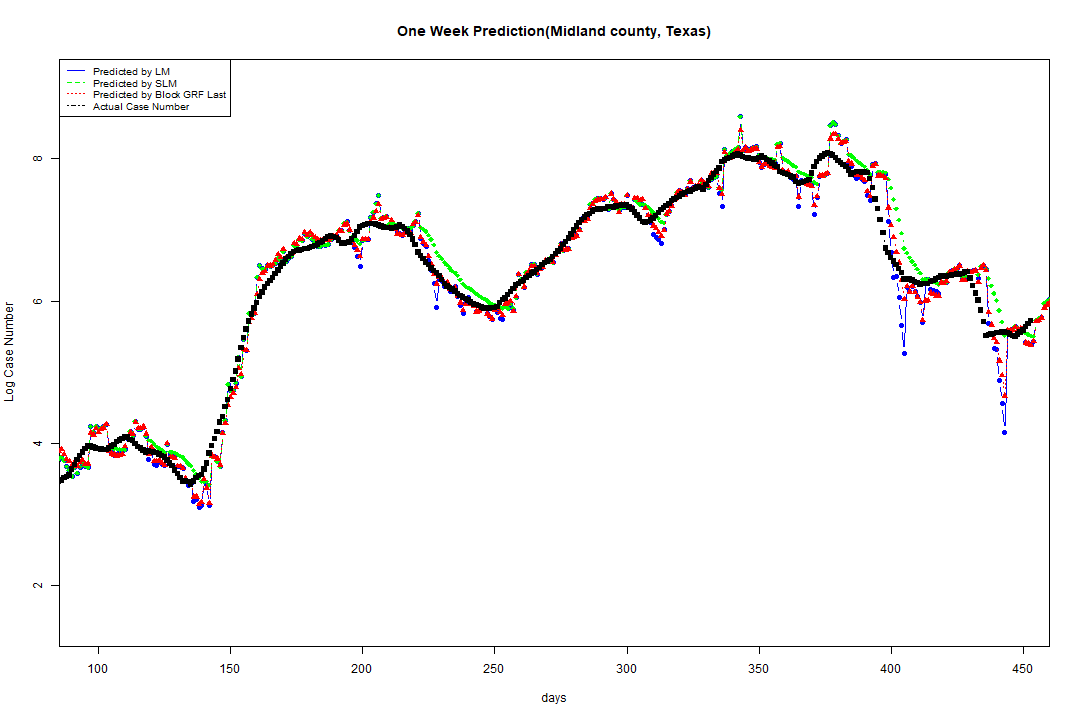 One Week Prediction(Midland county, Texas)
Predicted by LM
Predicted by SLM
Predicted by Block GRF Last
Actual Case Number
8
6
4
2
Log Case Number
100 150 200 250 300 350 400 450
days